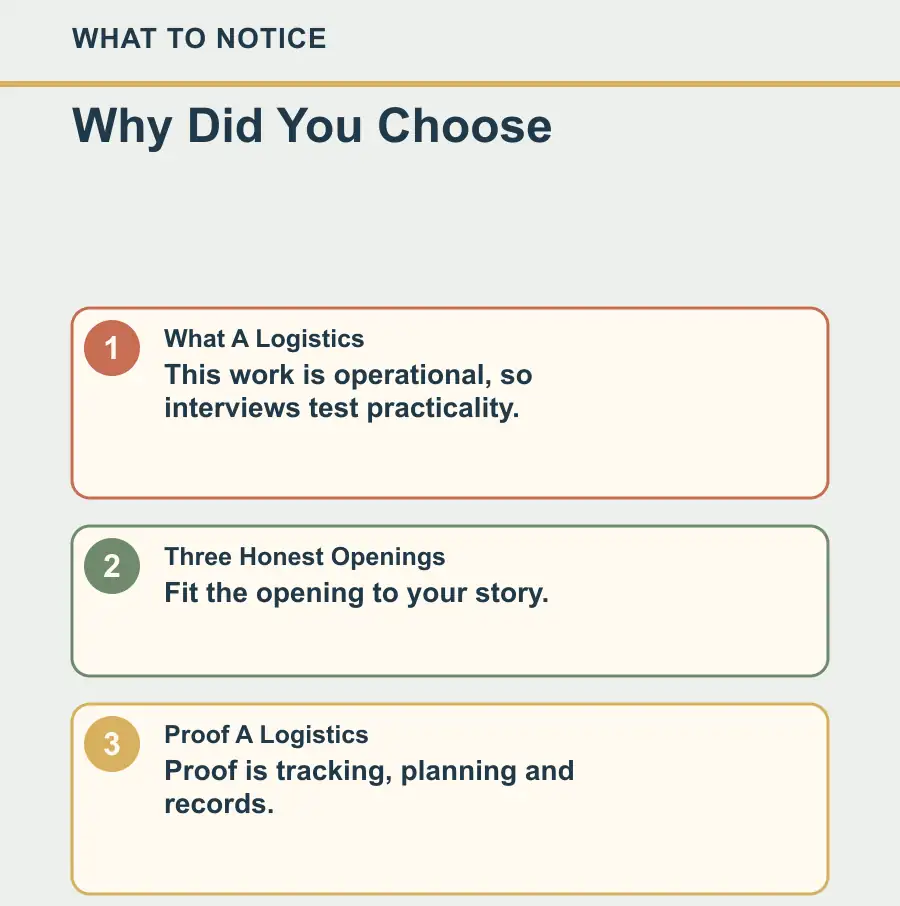 WHAT TO NOTICE
Why Did You Choose
1
What A Logistics
This work is operational, so
interviews test practicality.
2
Three Honest Openings
Fit the opening to your story.
3
Proof A Logistics
Proof is tracking, planning and
records.